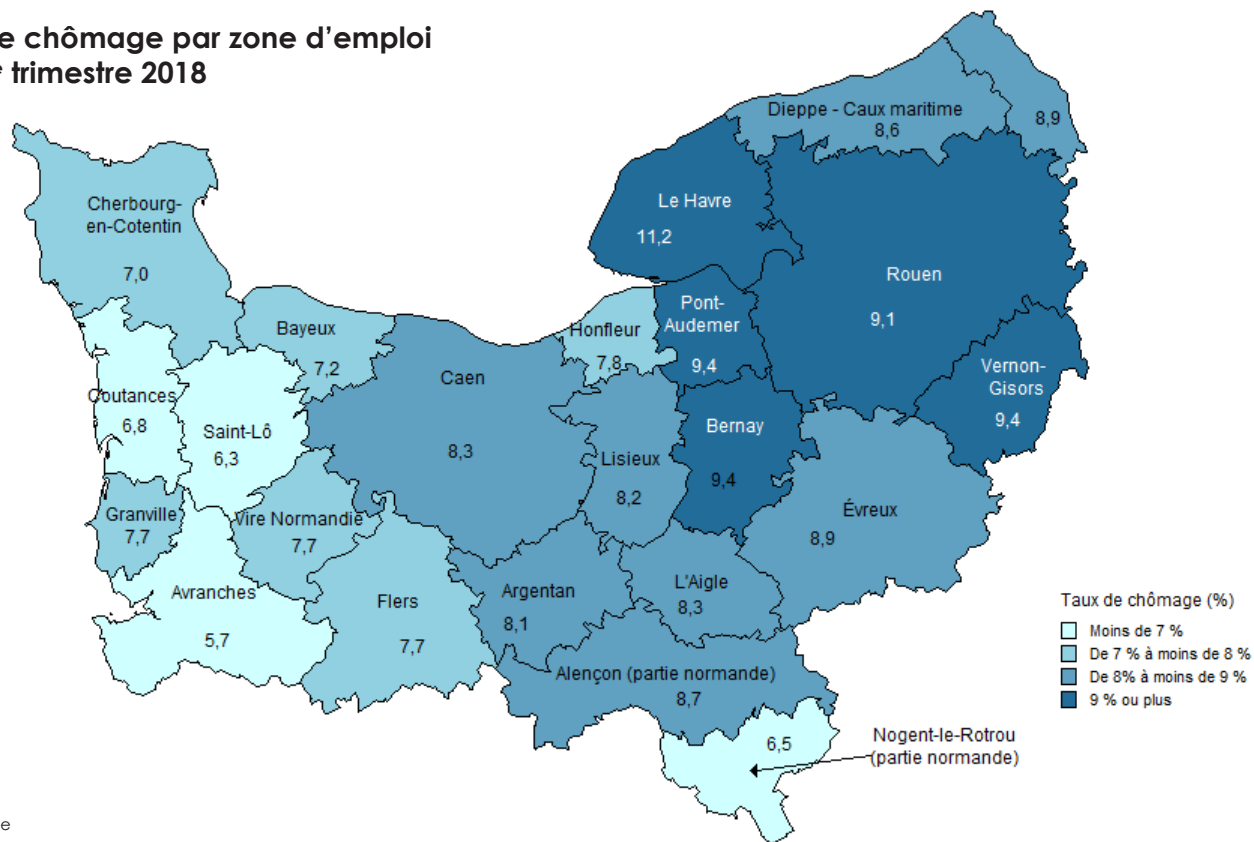 e chômage par zone d’emploi
e trimestre 2018
Dieppe - Caux maritime
8,6
8,9
Cherbourg-
en-Cotentin
7,0
Le Havre
11,2
Rouen
9,1
Pont-
Audemer
9,4
Honfleur
7,8
Bayeux
7,2
Caen
8,3
Vernon-
Gisors
9,4
Coutances
6,8
Saint-Lô
6,3
Bernay
9,4
Lisieux
8,2
Évreux
8,9
Granville
7,7
Vire Normandie
7,7
Avranches
5,7
Flers
7,7
Argentan
8,1
L'Aigle
8,3
Alençon (partie normande)
8,7
6,5
Nogent-le-Rotrou
(partie normande)
Taux de chômage (%)
Moins de 7 %
De 7 % à moins de 8 %
De 8% à moins de 9 %
9 % ou plus
e